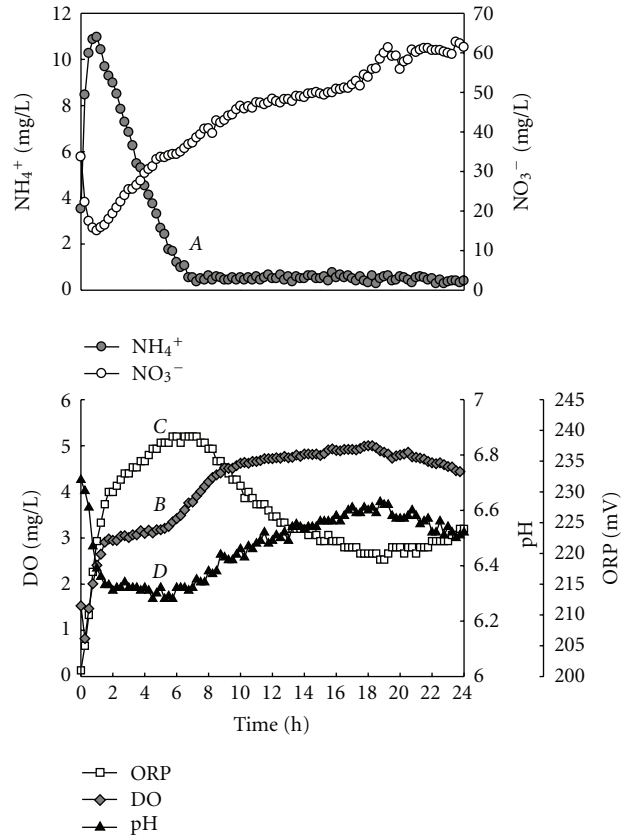 12
10
8
6
4
2
0
NH₄⁺ (mg/L)
70
60
50
40
30
20
10
0
NO₃⁻ (mg/L)
A
NH₄⁺
NO₃⁻
6
5
4
3
2
1
0
DO (mg/L)
C
B
D
7
6.8
6.6
6.4
6.2
6
pH
245
240
235
230
225
220
215
210
205
200
ORP (mV)
0 2 4 6 8 10 12 14 16 18 20 22 24
Time (h)
ORP
DO
pH